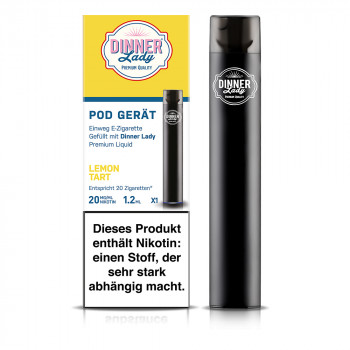 DINNER
Lady
PREMIUM QUALITY
POD GERÄT
Einweg E-Zigarette
Gefüllt mit Dinner Lady
Premium Liquid
LEMON
TART
Entspricht 20 Zigaretten*
20 MG/ML NIKOTIN 1.2 ML X1
Dieses Produkt
enthält Nikotin:
einen Stoff, der
sehr stark
abhängig macht.
DINNER
Lady
PREMIUM QUALITY